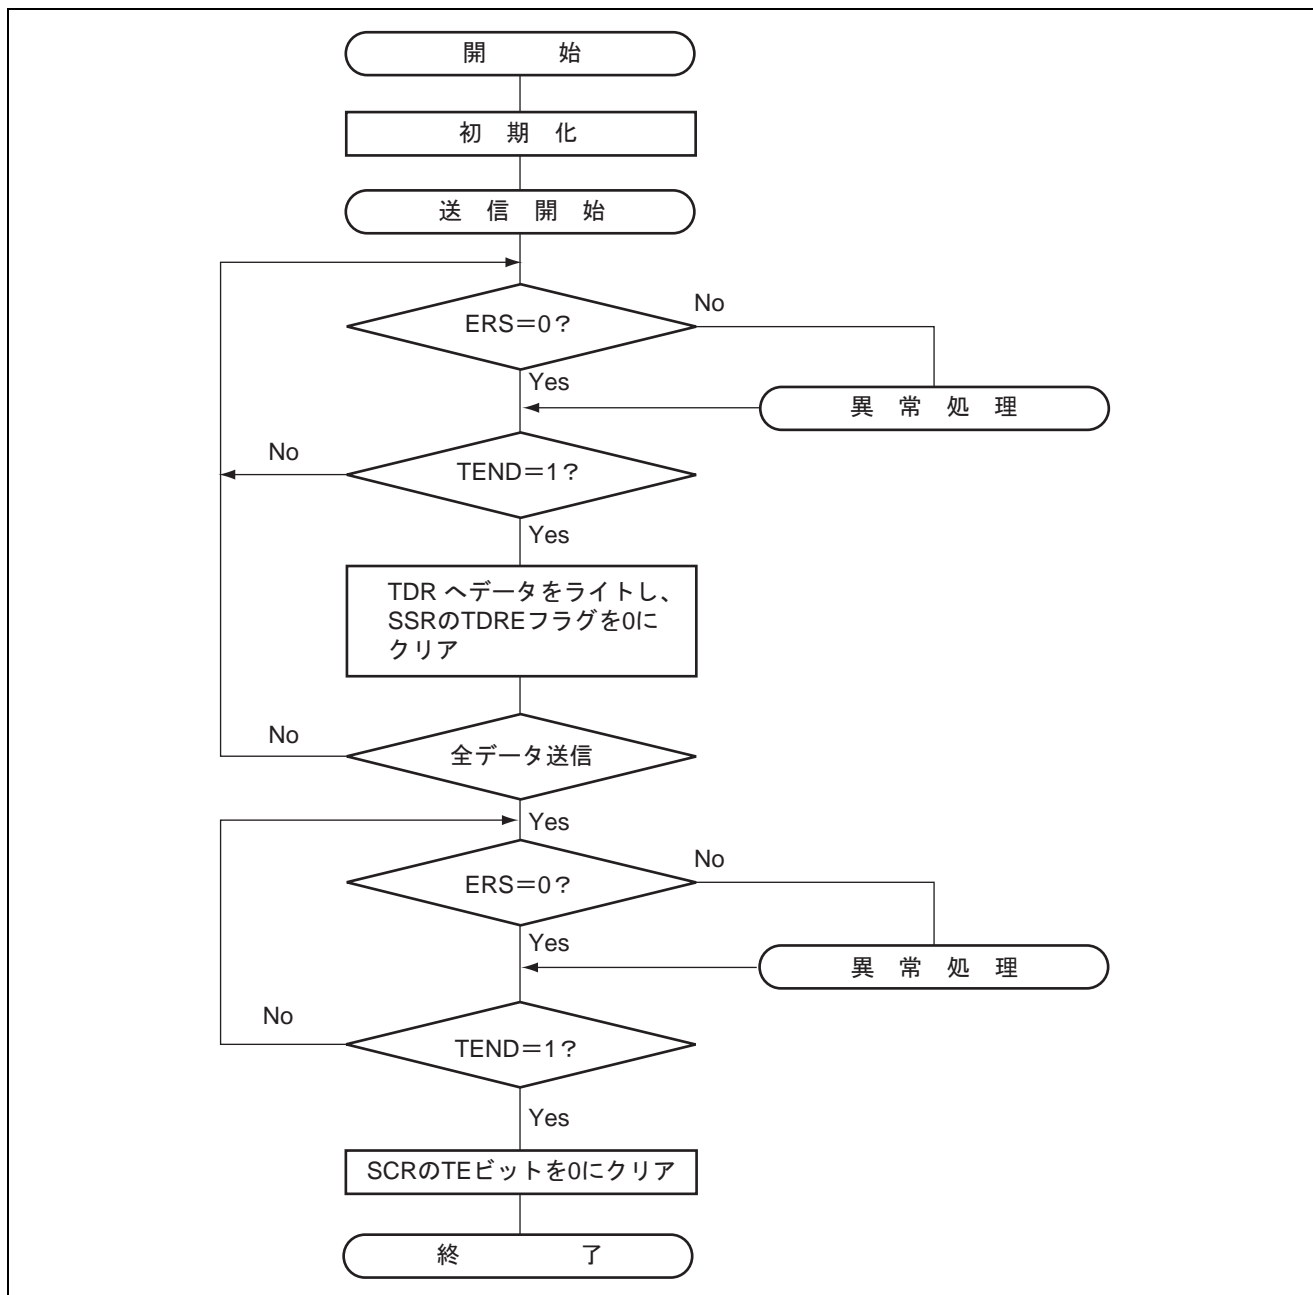 開 始
初 期 化
送 信 開 始
ERS=0?
No
Yes
異 常 処 理
No
TEND=1?
Yes
TDR へデータをライトし、
SSRのTDREフラグを0に
クリア
No
全データ送信
Yes
ERS=0?
No
Yes
異 常 処 理
No
TEND=1?
Yes
SCRのTEビットを0にクリア
終 了